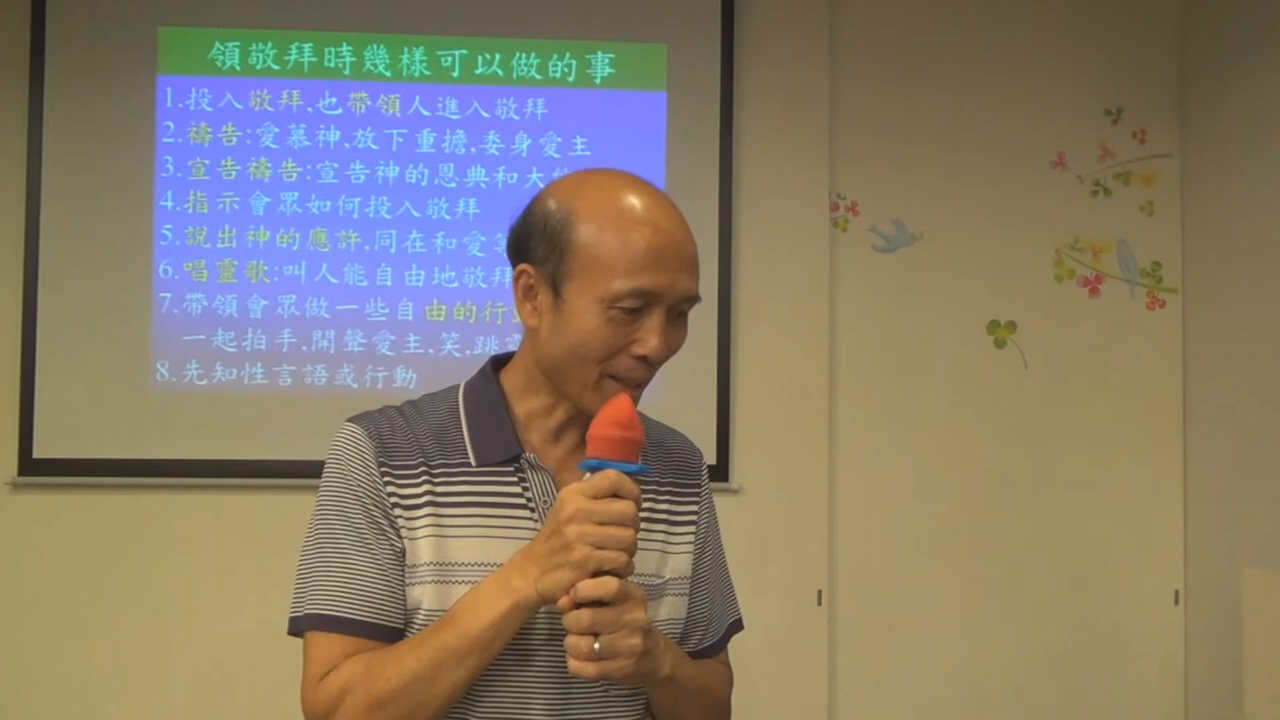 領敬拜時幾樣可以做的事
1.投入敬拜,也帶領人進入敬拜
2.禱告:愛慕神,放下重擔,委身愛主
3.宣告禱告:宣告神的恩典和大
4.指示會眾如何投入敬拜
5.說出神的應許,同在和愛
6.唱靈歌:叫人能自由地敬拜
7.帶領會眾做一些自由的行
一起拍手,開聲愛主,笑,跳
8.先知性言語或行動